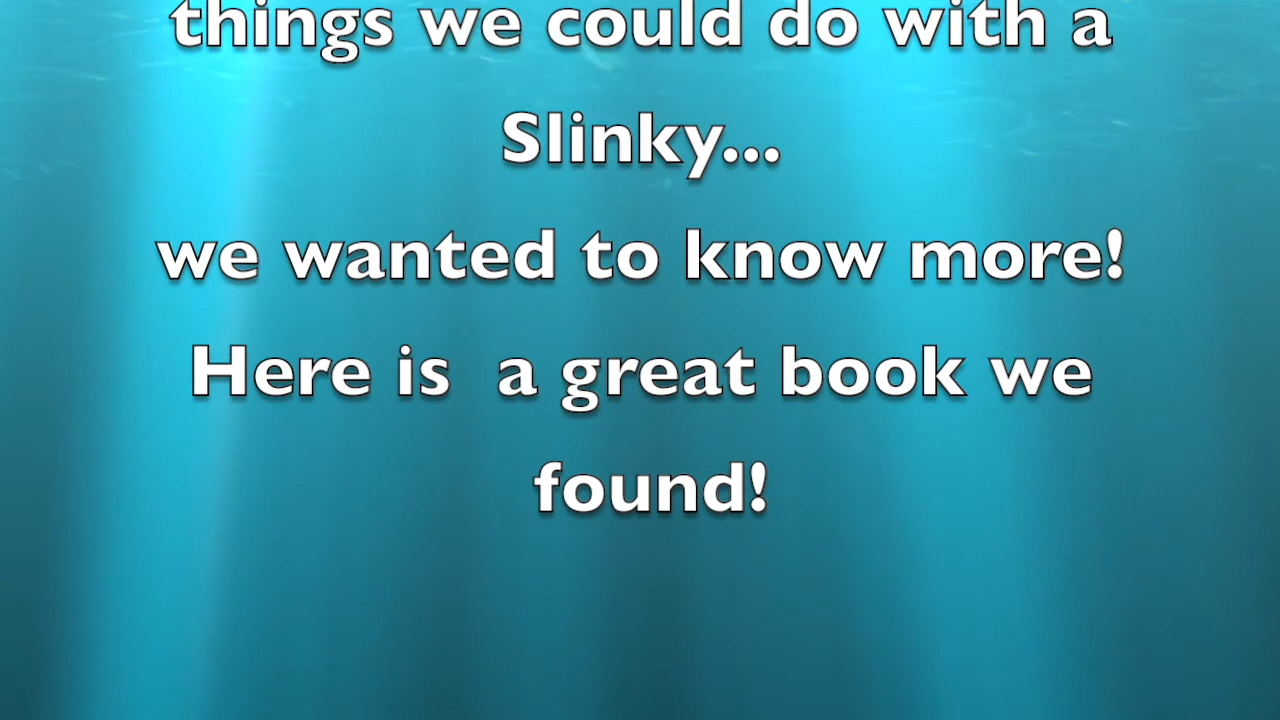 things we could do with a
Slinky...
we wanted to know more!
Here is  a great book we
found!